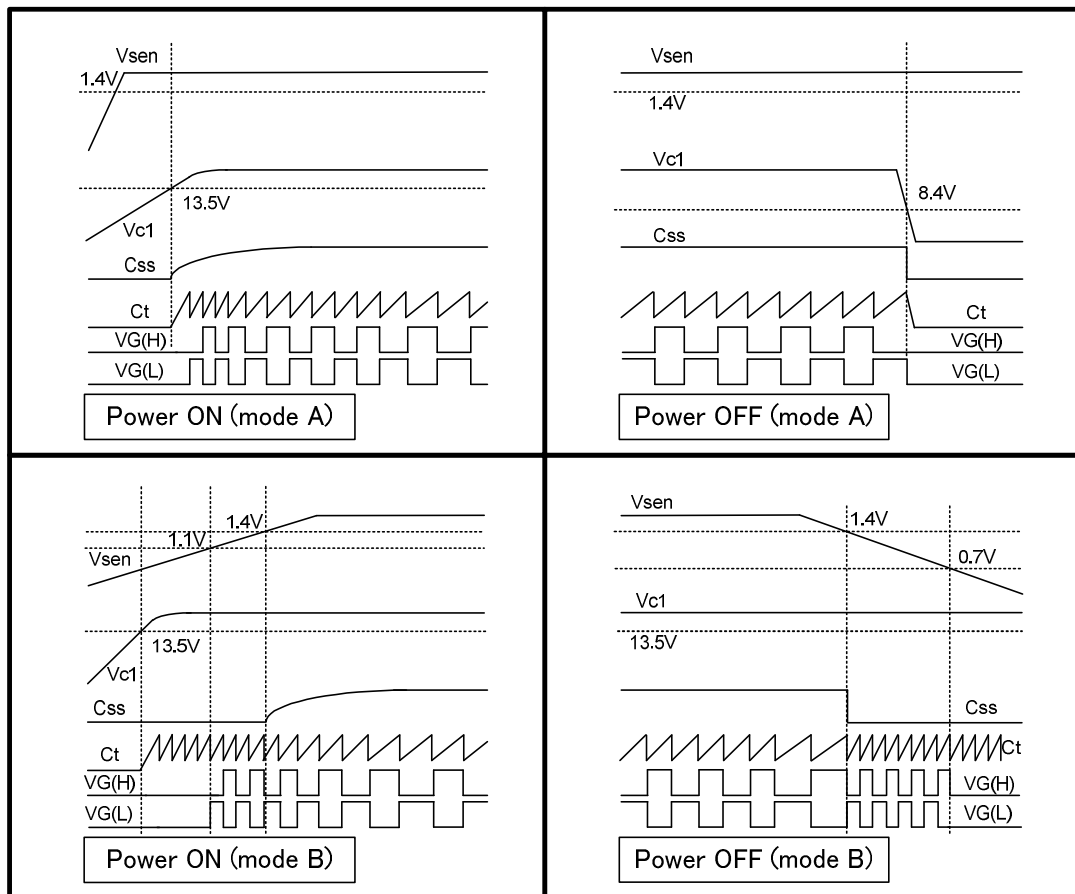 Vsen
1.4V
13.5V
Vc1
Css
Ct
VG(H)
VG(L)
Power ON (mode A)
Vsen
1.4V
Vc1
8.4V
Css
Ct
VG(H)
VG(L)
Power OFF (mode A)
1.4V
1.1V
Vsen
13.5V
Vc1
Css
Ct
VG(H)
VG(L)
Power ON (mode B)
Vsen
1.4V
0.7V
Vc1
13.5V
Css
Ct
VG(H)
VG(L)
Power OFF (mode B)